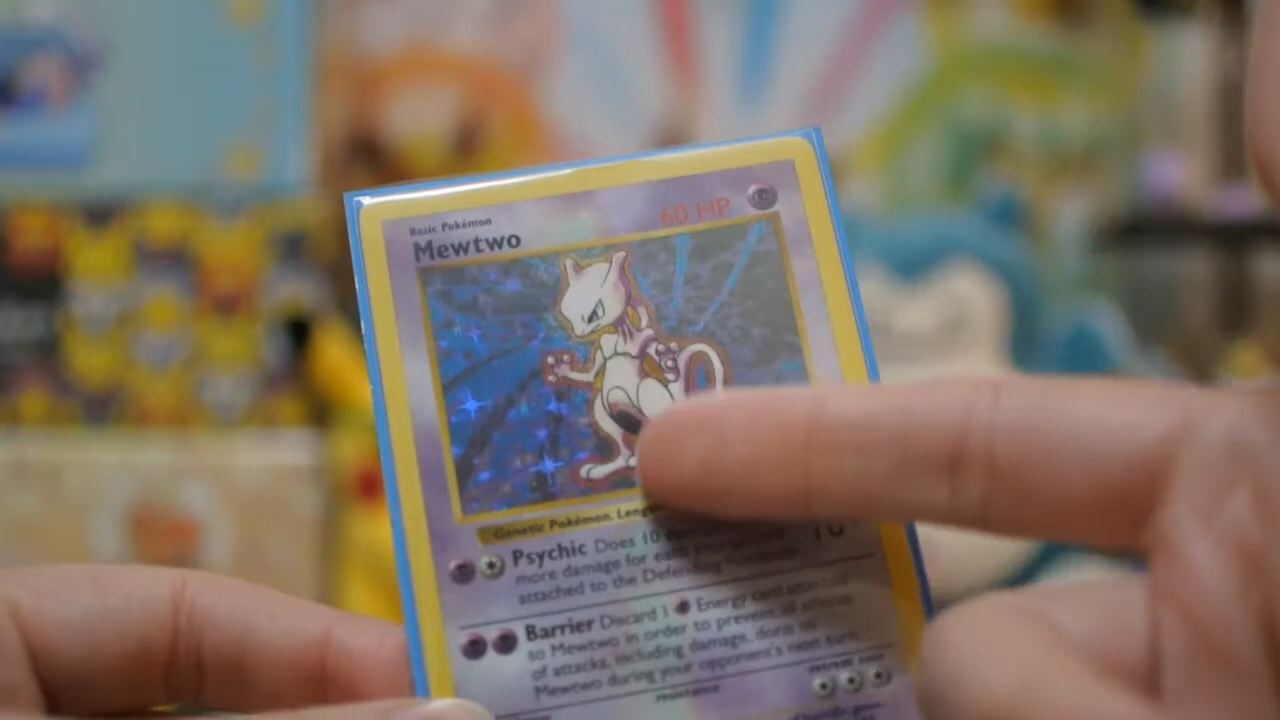 Basic Pokémon
Mewtwo
60 HP
Genetic Pokémon. Leng
Psychic Does 10
more damage for each
attached to the Defending
10
Barrier Discard 1 Energy card attached
to Mewtwo in order to prevent all effects
of attacks, including damage, done to
Mewtwo during your opponent's next turn.
resistance
retreat cost